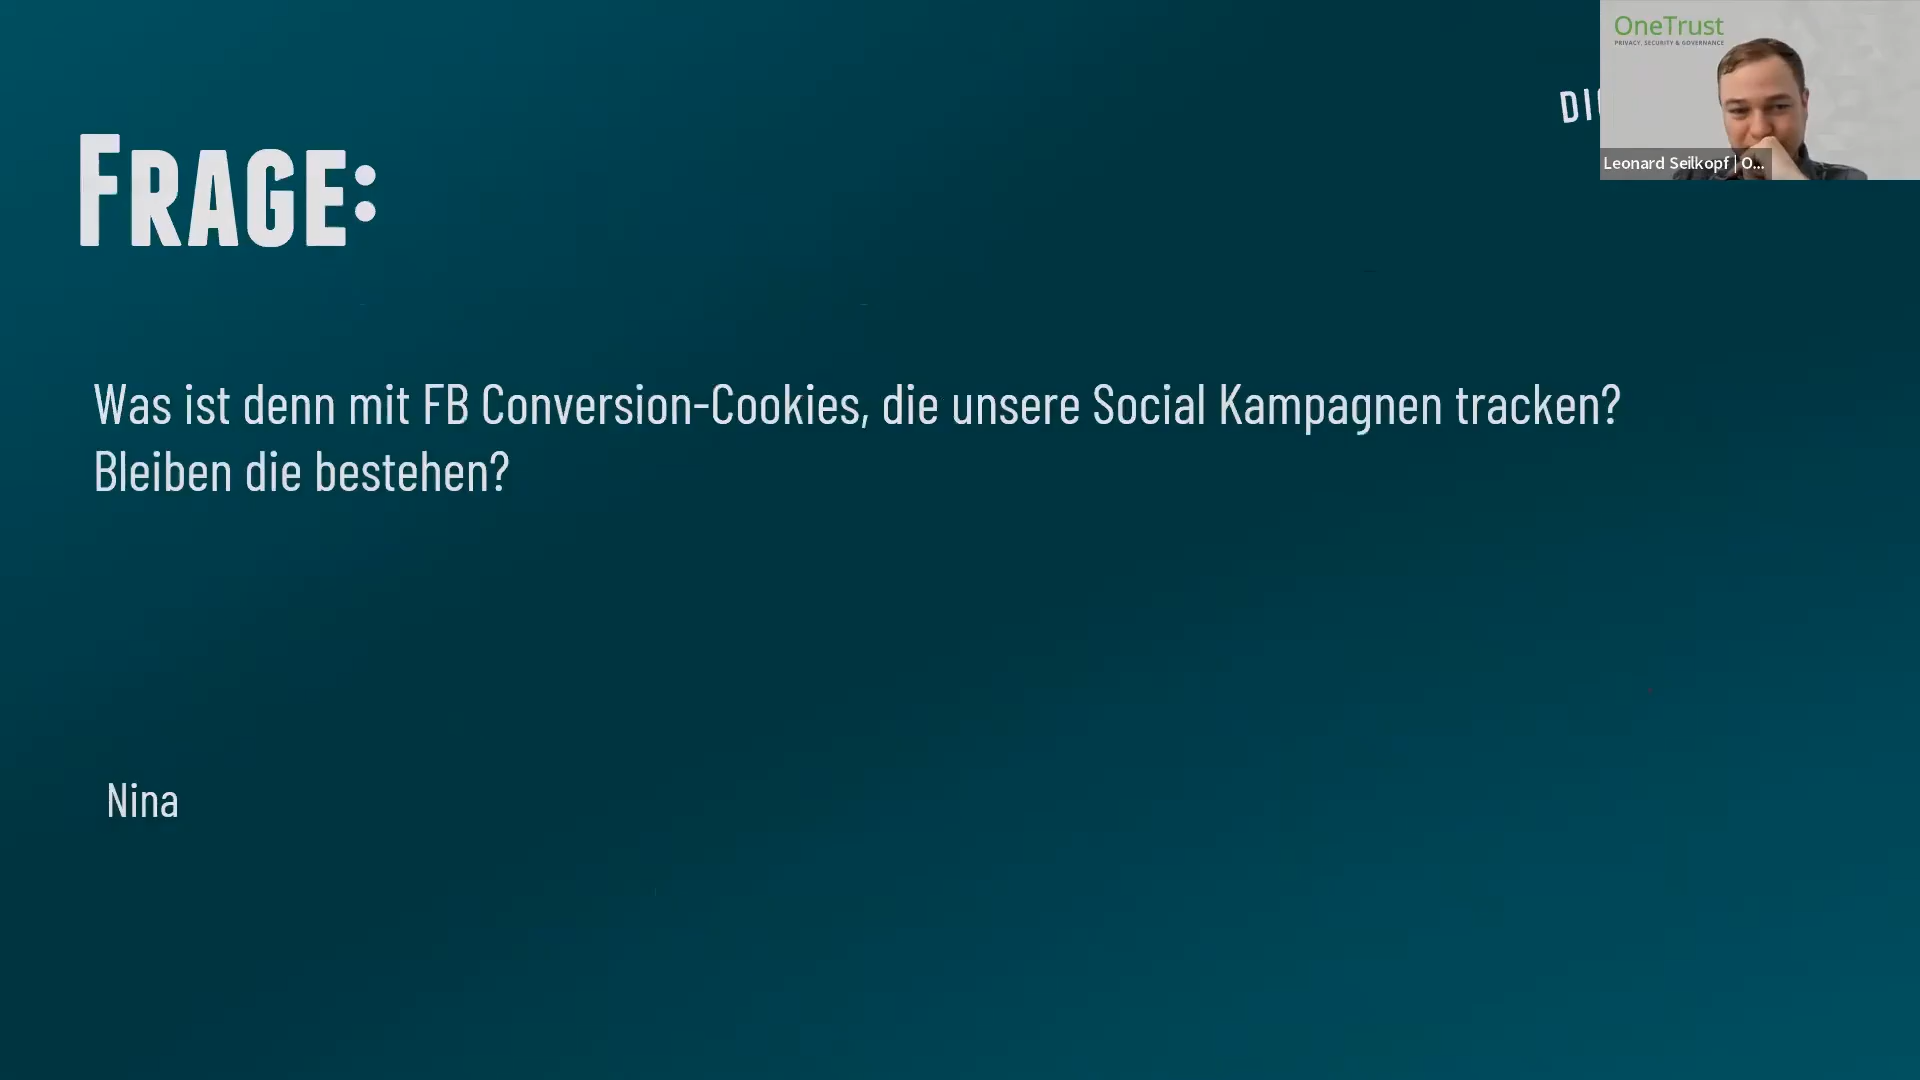 OneTrust
PRIVACY, SECURITY & GOVERNANCE
DI
Leonard Seilkopf | O...
FRAGE:
Was ist denn mit FB Conversion-Cookies, die unsere Social Kampagnen tracken?
Bleiben die bestehen?
Nina